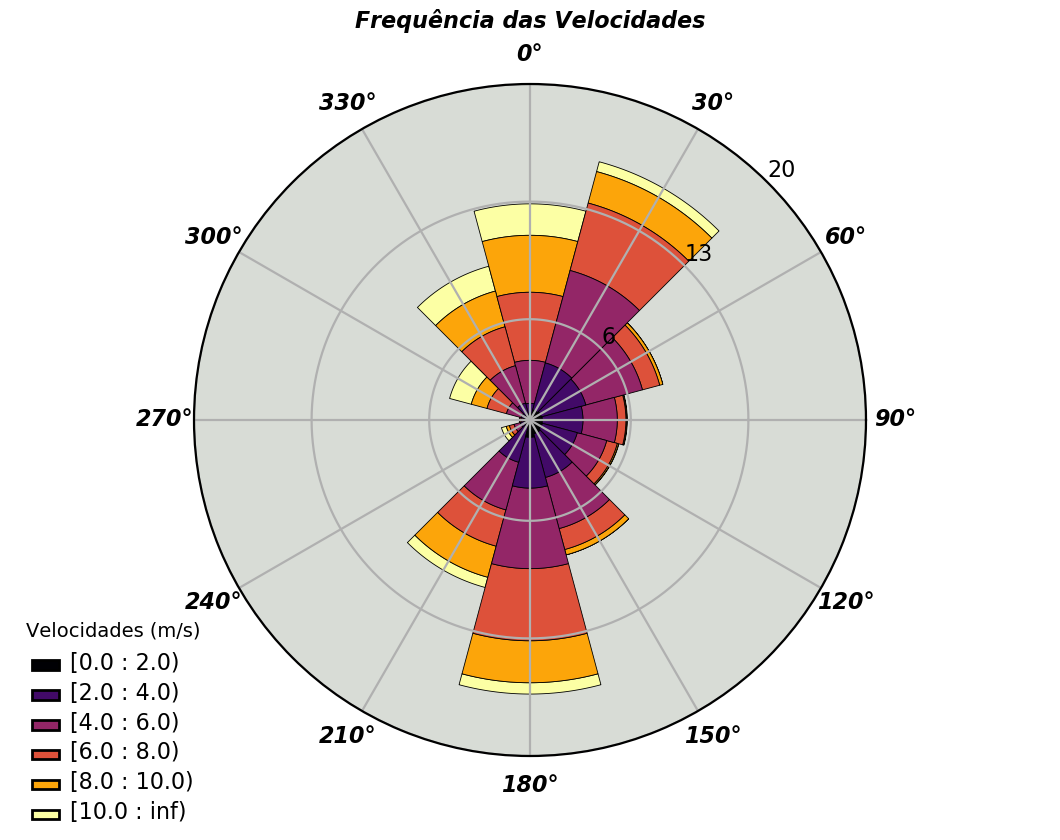 Frequência das Velocidades
0°
330°
30°
20
300°
60°
13
6
270°
90°
240°
120°
Velocidades (m/s)
[0.0 : 2.0)
[2.0 : 4.0)
[4.0 : 6.0)
[6.0 : 8.0)
[8.0 : 10.0)
[10.0 : inf)
210°
150°
180°